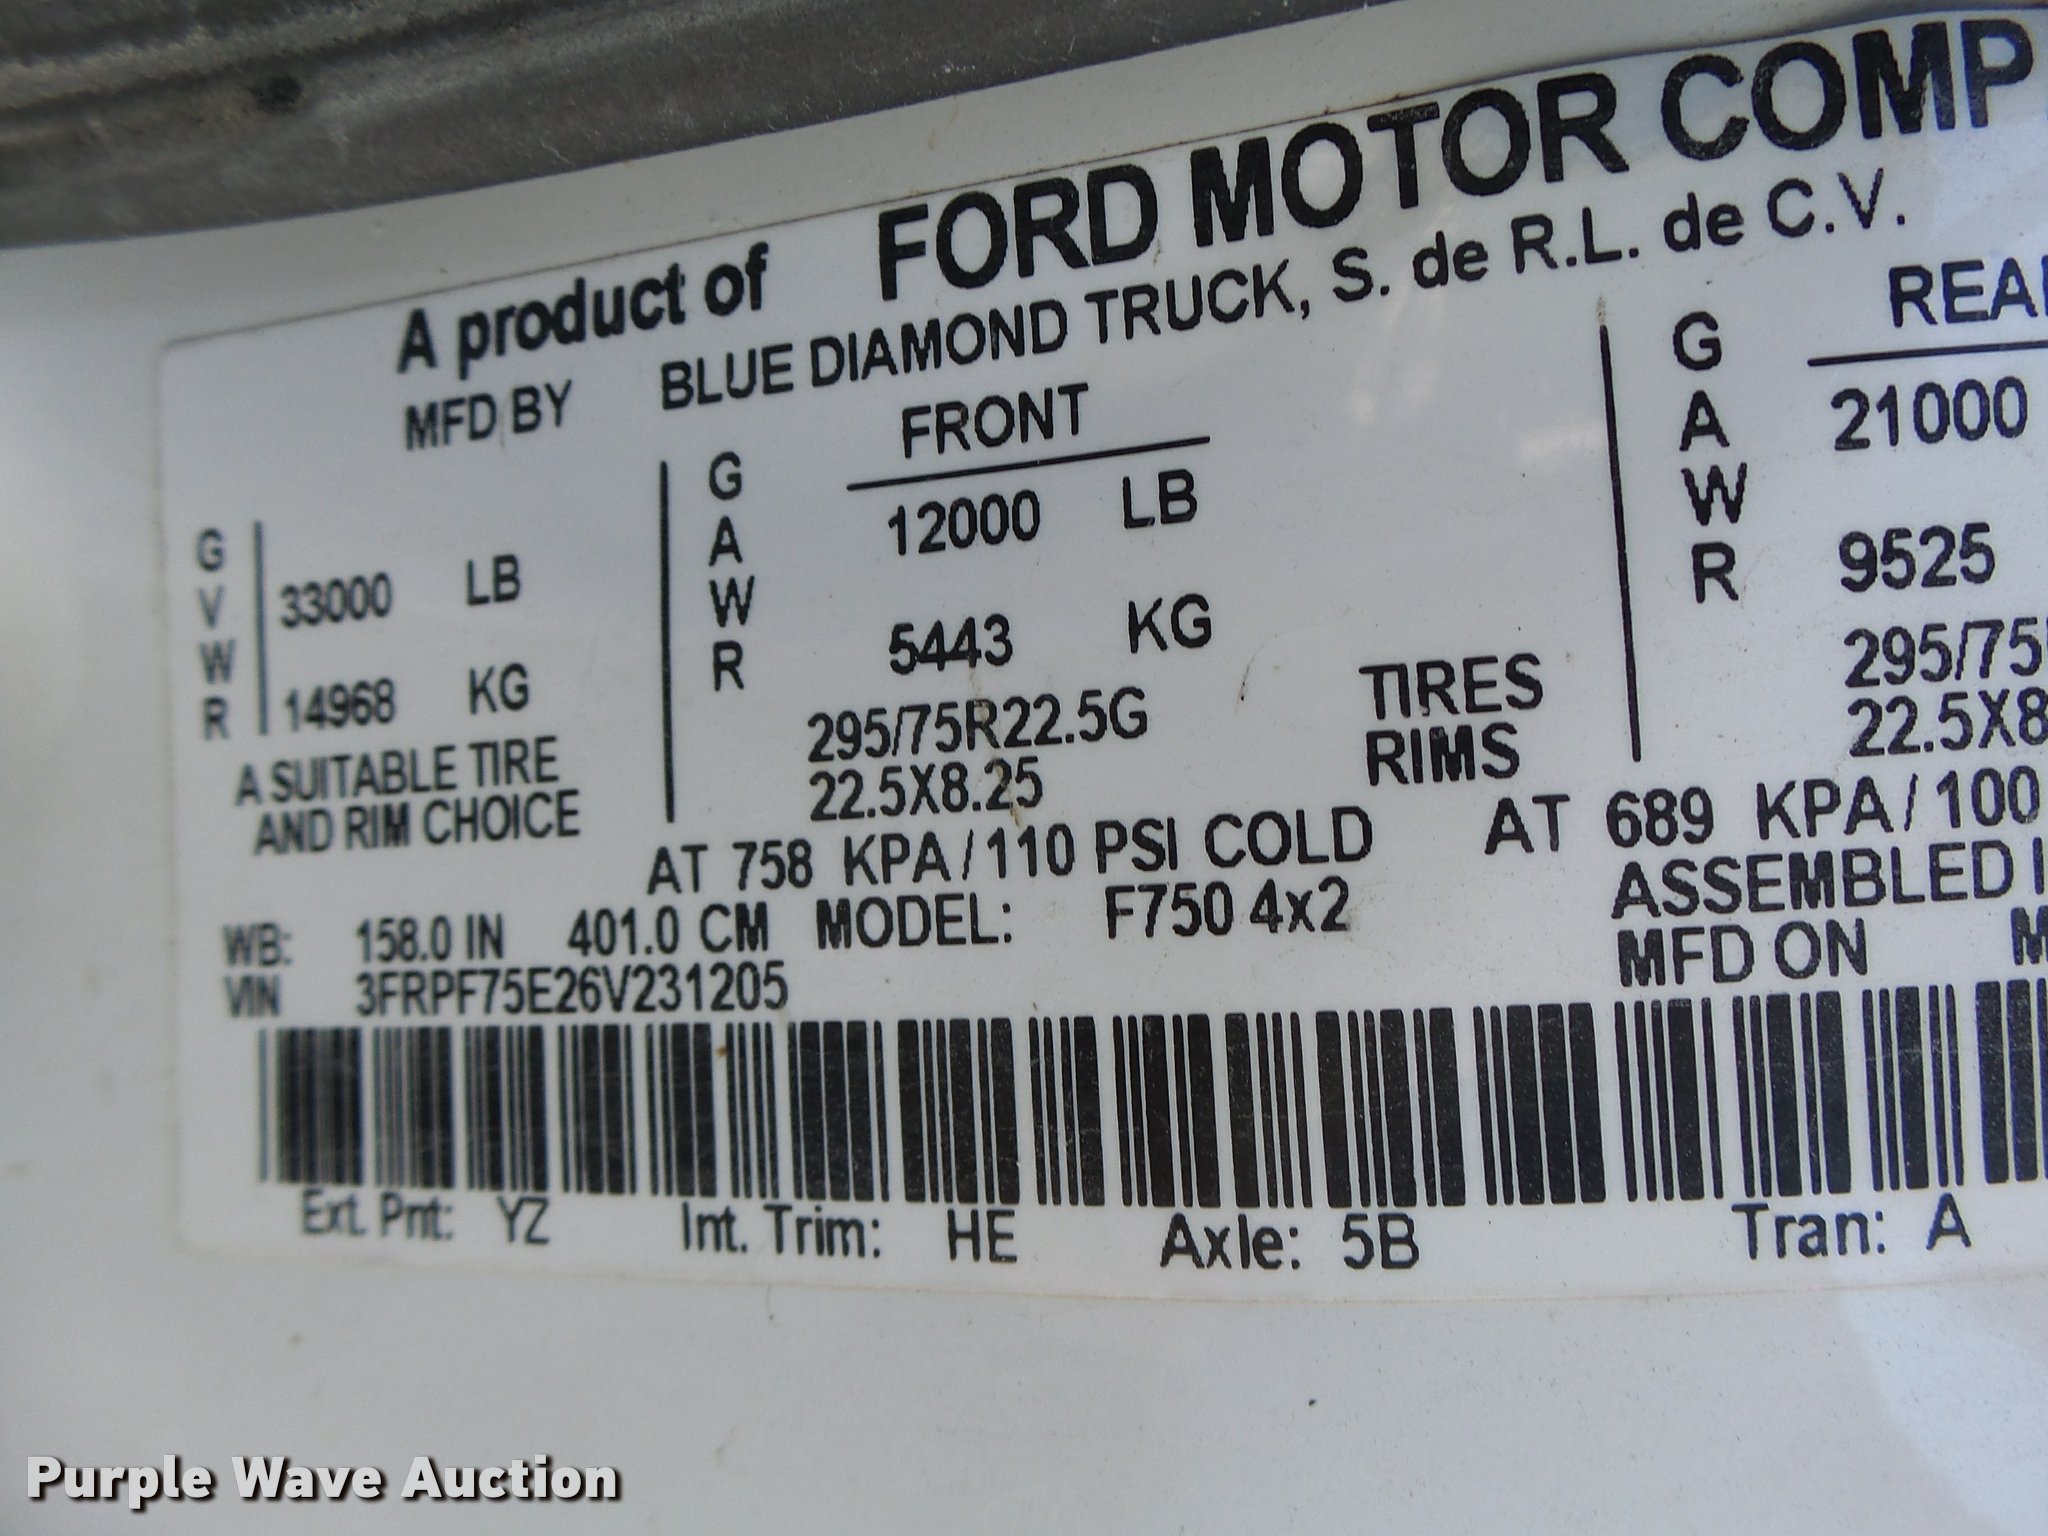 A product of FORD MOTOR COMP
MFD BY BLUE DIAMOND TRUCK, S. de R.L. de C.V.
GVWR 33000 LB
14968 KG
A SUITABLE TIRE
AND RIM CHOICE
GAWR FRONT
12000 LB
5443 KG
295/75R22.5G TIRES
22.5X8.25 RIMS
GAWR REAR
21000
9525
295/75
22.5X8
AT 758 KPA/110 PSI COLD AT 689 KPA/100
WB: 158.0 IN 401.0 CM MODEL: F750 4x2 ASSEMBLED I
VIN 3FRPF75E26V231205 MFD ON M
Ext. Pnt: YZ Int. Trim: HE Axle: 5B Tran: A
Purple Wave Auction